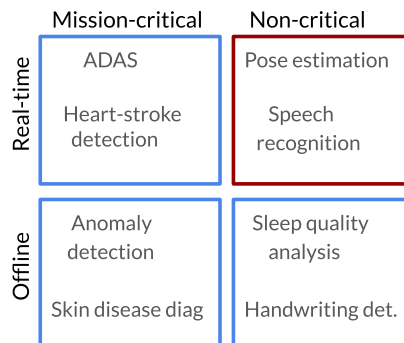 Mission-critical
Non-critical
Real-time
ADAS
Heart-stroke
detection
Pose estimation
Speech
recognition
Offline
Anomaly
detection
Skin disease diag
Sleep quality
analysis
Handwriting det.